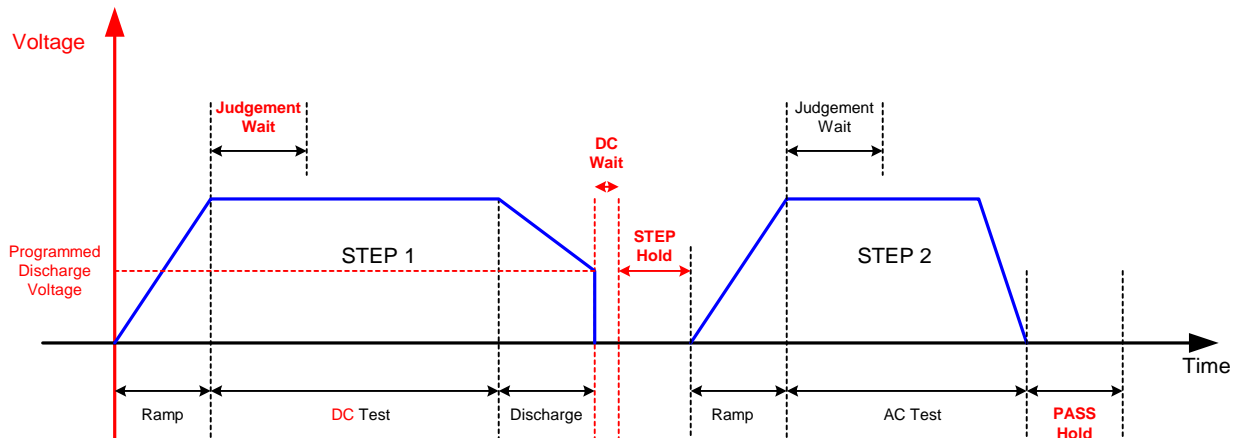 Voltage
Judgement
Wait
DC
Wait
Judgement
Wait
Programmed
Discharge
Voltage
STEP 1
STEP
Hold
STEP 2
Time
Ramp
DC Test
Discharge
Ramp
AC Test
PASS
Hold